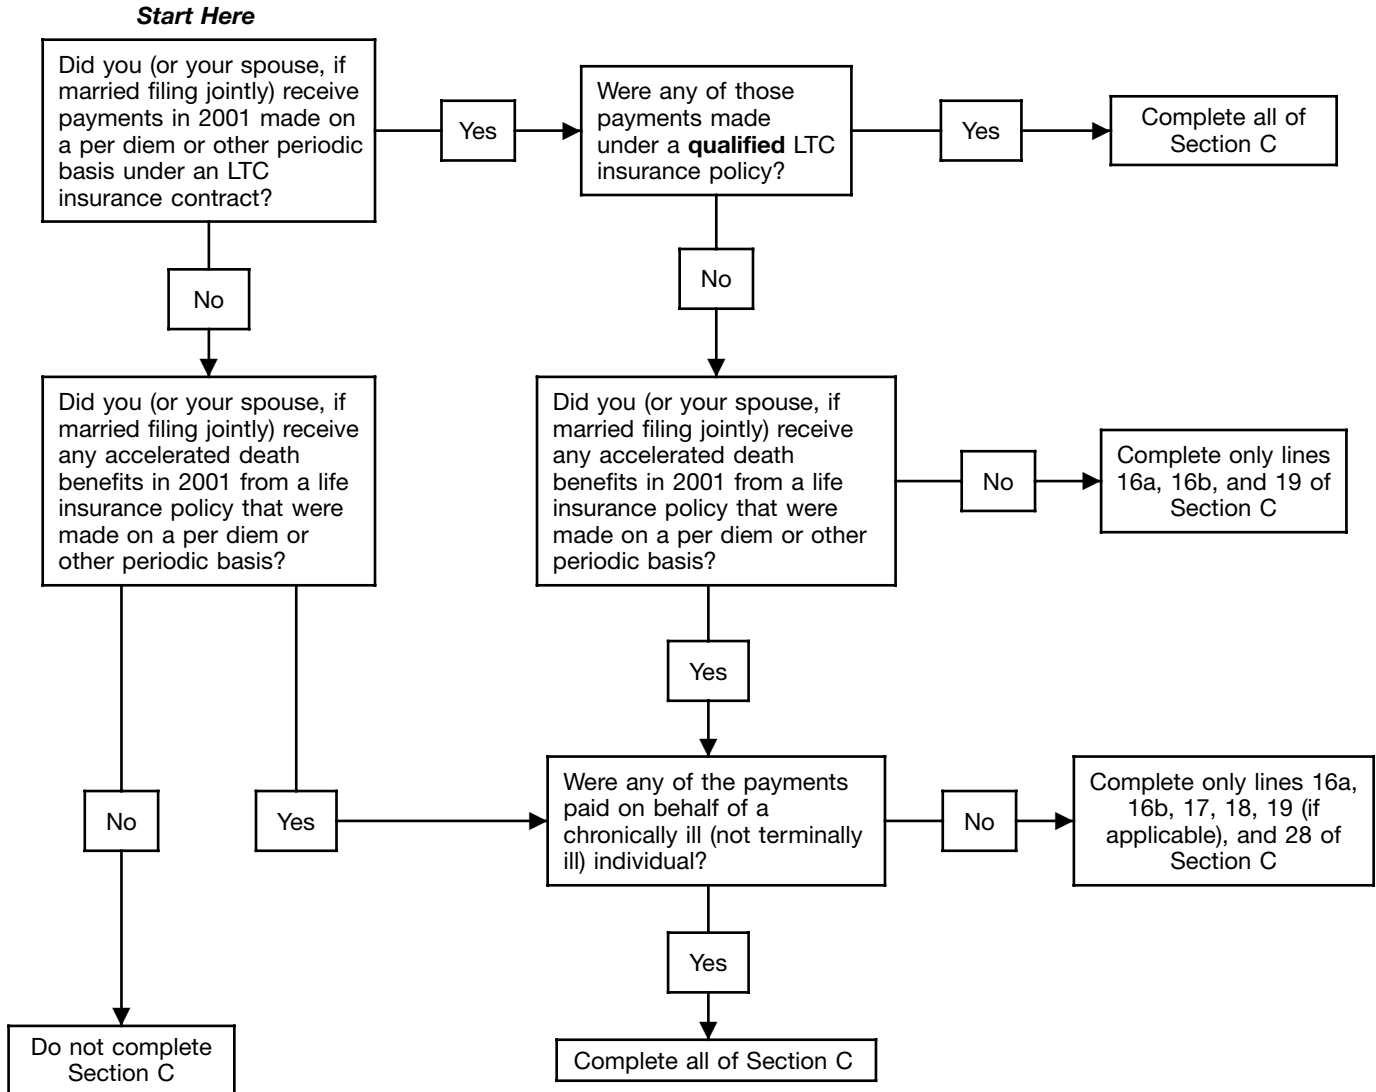 Start Here
Did you (or your spouse, if
married filing jointly) receive
payments in 2001 made on
a per diem or other periodic
basis under an LTC
insurance contract?
Yes
Were any of those
payments made
under a qualified LTC
insurance policy?
Yes
Complete all of
Section C
No
No
Did you (or your spouse, if
married filing jointly) receive
any accelerated death
benefits in 2001 from a life
insurance policy that were
made on a per diem or
other periodic basis?
Did you (or your spouse, if
married filing jointly) receive
any accelerated death
benefits in 2001 from a life
insurance policy that were
made on a per diem or other
periodic basis?
No
Complete only lines
16a, 16b, and 19 of
Section C
Yes
No
Yes
Were any of the payments
paid on behalf of a
chronically ill (not terminally
ill) individual?
No
Complete only lines 16a,
16b, 17, 18, 19 (if
applicable), and 28 of
Section C
Yes
Do not complete
Section C
Complete all of Section C